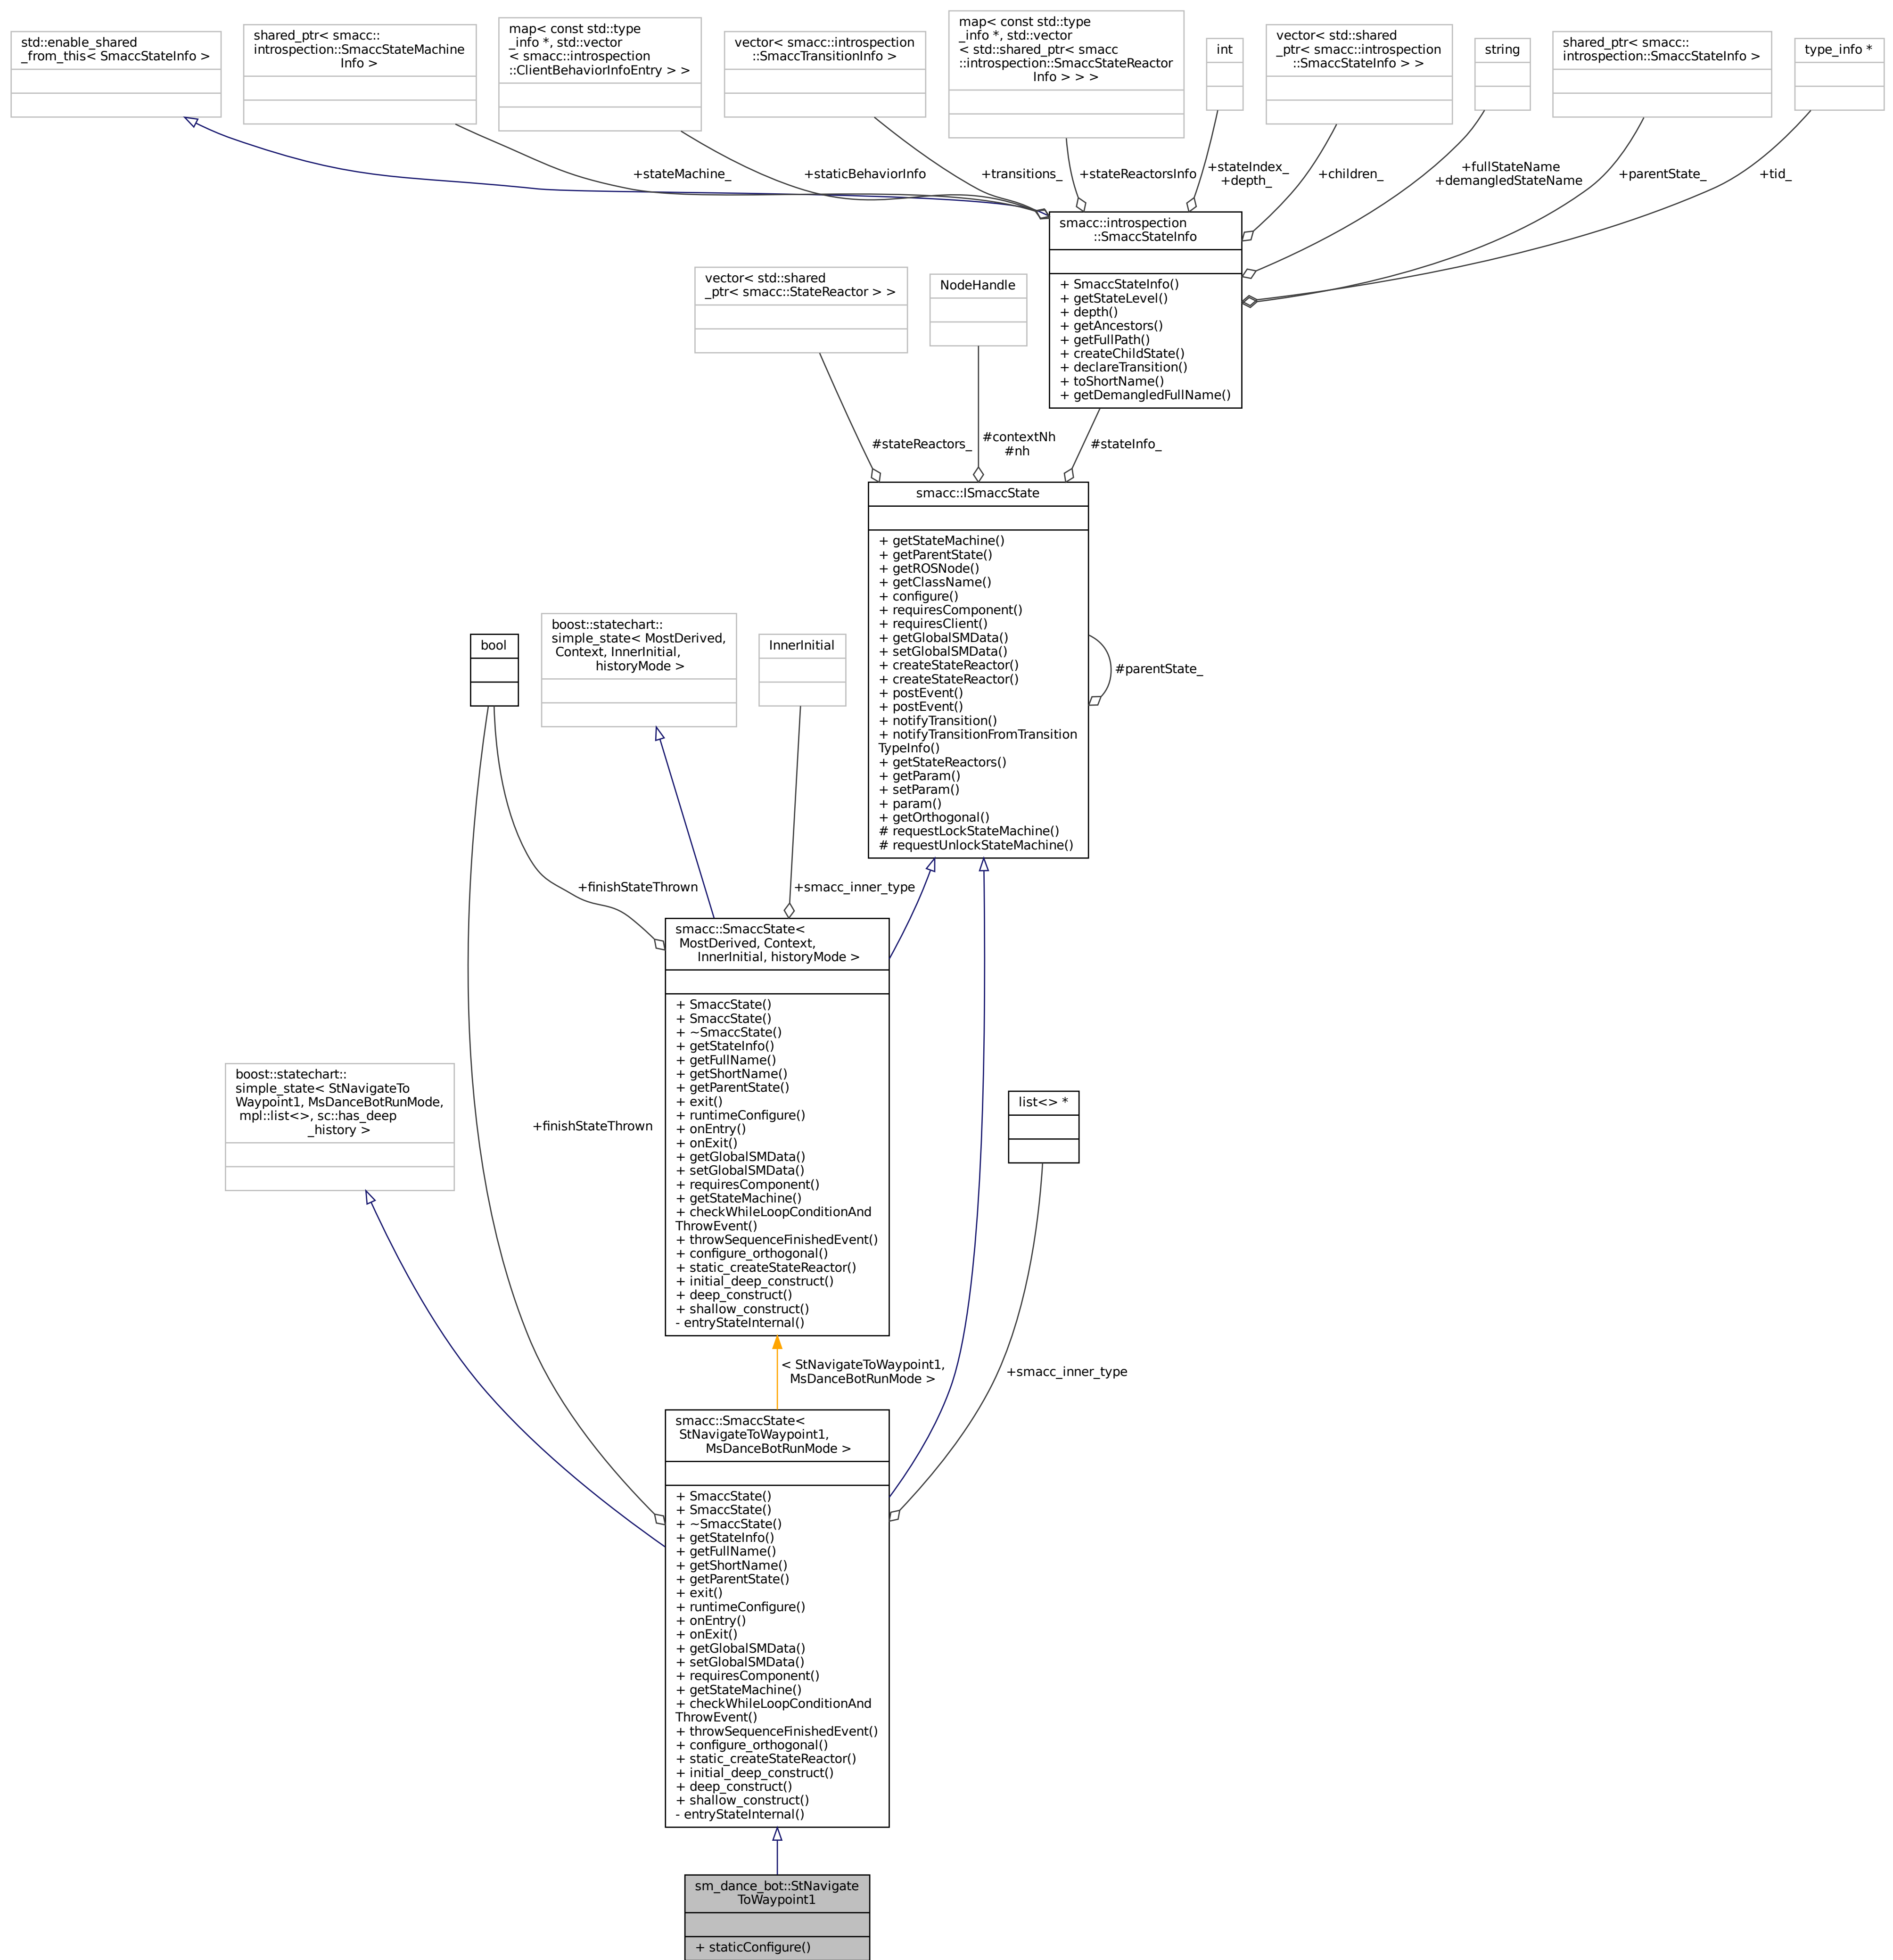 std::enable_shared
_from_this< SmaccStateInfo >
shared_ptr< smacc::
introspection::SmaccStateMachine
Info >
map< const std::type
_info *, std::vector
< smacc::introspection
::ClientBehaviorInfoEntry > >
vector< smacc::introspection
::SmaccTransitionInfo >
map< const std::type
_info *, std::vector
< std::shared_ptr< smacc
::introspection::SmaccStateReactor
Info > > >
int
vector< std::shared
_ptr< smacc::introspection
::SmaccStateInfo > >
string
shared_ptr< smacc::
introspection::SmaccStateInfo >
type_info *
+stateMachine_
+staticBehaviorInfo
+transitions_
+stateReactorsInfo
+stateIndex_
+depth_
+children_
+fullStateName
+demangledStateName
+parentState_
+tid_
smacc::introspection
::SmaccStateInfo
+ SmaccStateInfo()
+ getStateLevel()
+ depth()
+ getAncestors()
+ getFullPath()
+ createChildState()
+ declareTransition()
+ toShortName()
+ getDemangledFullName()
vector< std::shared
_ptr< smacc::StateReactor > >
NodeHandle
#stateReactors_
#contextNh
#nh
#stateInfo_
smacc::ISmaccState
+ getStateMachine()
+ getParentState()
+ getROSNode()
+ getClassName()
+ configure()
+ requiresComponent()
+ requiresClient()
+ getGlobalSMData()
+ setGlobalSMData()
+ createStateReactor()
+ createStateReactor()
+ postEvent()
+ postEvent()
+ notifyTransition()
+ notifyTransitionFromTransition
TypeInfo()
+ getStateReactors()
+ getParam()
+ setParam()
+ param()
+ getOrthogonal()
# requestLockStateMachine()
# requestUnlockStateMachine()
#parentState_
bool
boost::statechart::
simple_state< MostDerived,
Context, InnerInitial,
historyMode >
InnerInitial
+finishStateThrown
+smacc_inner_type
smacc::SmaccState<
MostDerived, Context,
InnerInitial, historyMode >
+ SmaccState()
+ SmaccState()
+ ~SmaccState()
+ getStateInfo()
+ getFullName()
+ getShortName()
+ getParentState()
+ exit()
+ runtimeConfigure()
+ onEntry()
+ onExit()
+ getGlobalSMData()
+ setGlobalSMData()
+ requiresComponent()
+ getStateMachine()
+ checkWhileLoopConditionAnd
ThrowEvent()
+ throwSequenceFinishedEvent()
+ configure_orthogonal()
+ static_createStateReactor()
+ initial_deep_construct()
+ deep_construct()
+ shallow_construct()
- entryStateInternal()
boost::statechart::
simple_state< StNavigateTo
Waypoint1, MsDanceBotRunMode,
mpl::list<>, sc::has_deep
_history >
+finishStateThrown
list<> *
< StNavigateToWaypoint1,
MsDanceBotRunMode >
+smacc_inner_type
smacc::SmaccState<
StNavigateToWaypoint1,
MsDanceBotRunMode >
+ SmaccState()
+ SmaccState()
+ ~SmaccState()
+ getStateInfo()
+ getFullName()
+ getShortName()
+ getParentState()
+ exit()
+ runtimeConfigure()
+ onEntry()
+ onExit()
+ getGlobalSMData()
+ setGlobalSMData()
+ requiresComponent()
+ getStateMachine()
+ checkWhileLoopConditionAnd
ThrowEvent()
+ throwSequenceFinishedEvent()
+ configure_orthogonal()
+ static_createStateReactor()
+ initial_deep_construct()
+ deep_construct()
+ shallow_construct()
- entryStateInternal()
sm_dance_bot::StNavigate
ToWaypoint1
+ staticConfigure()